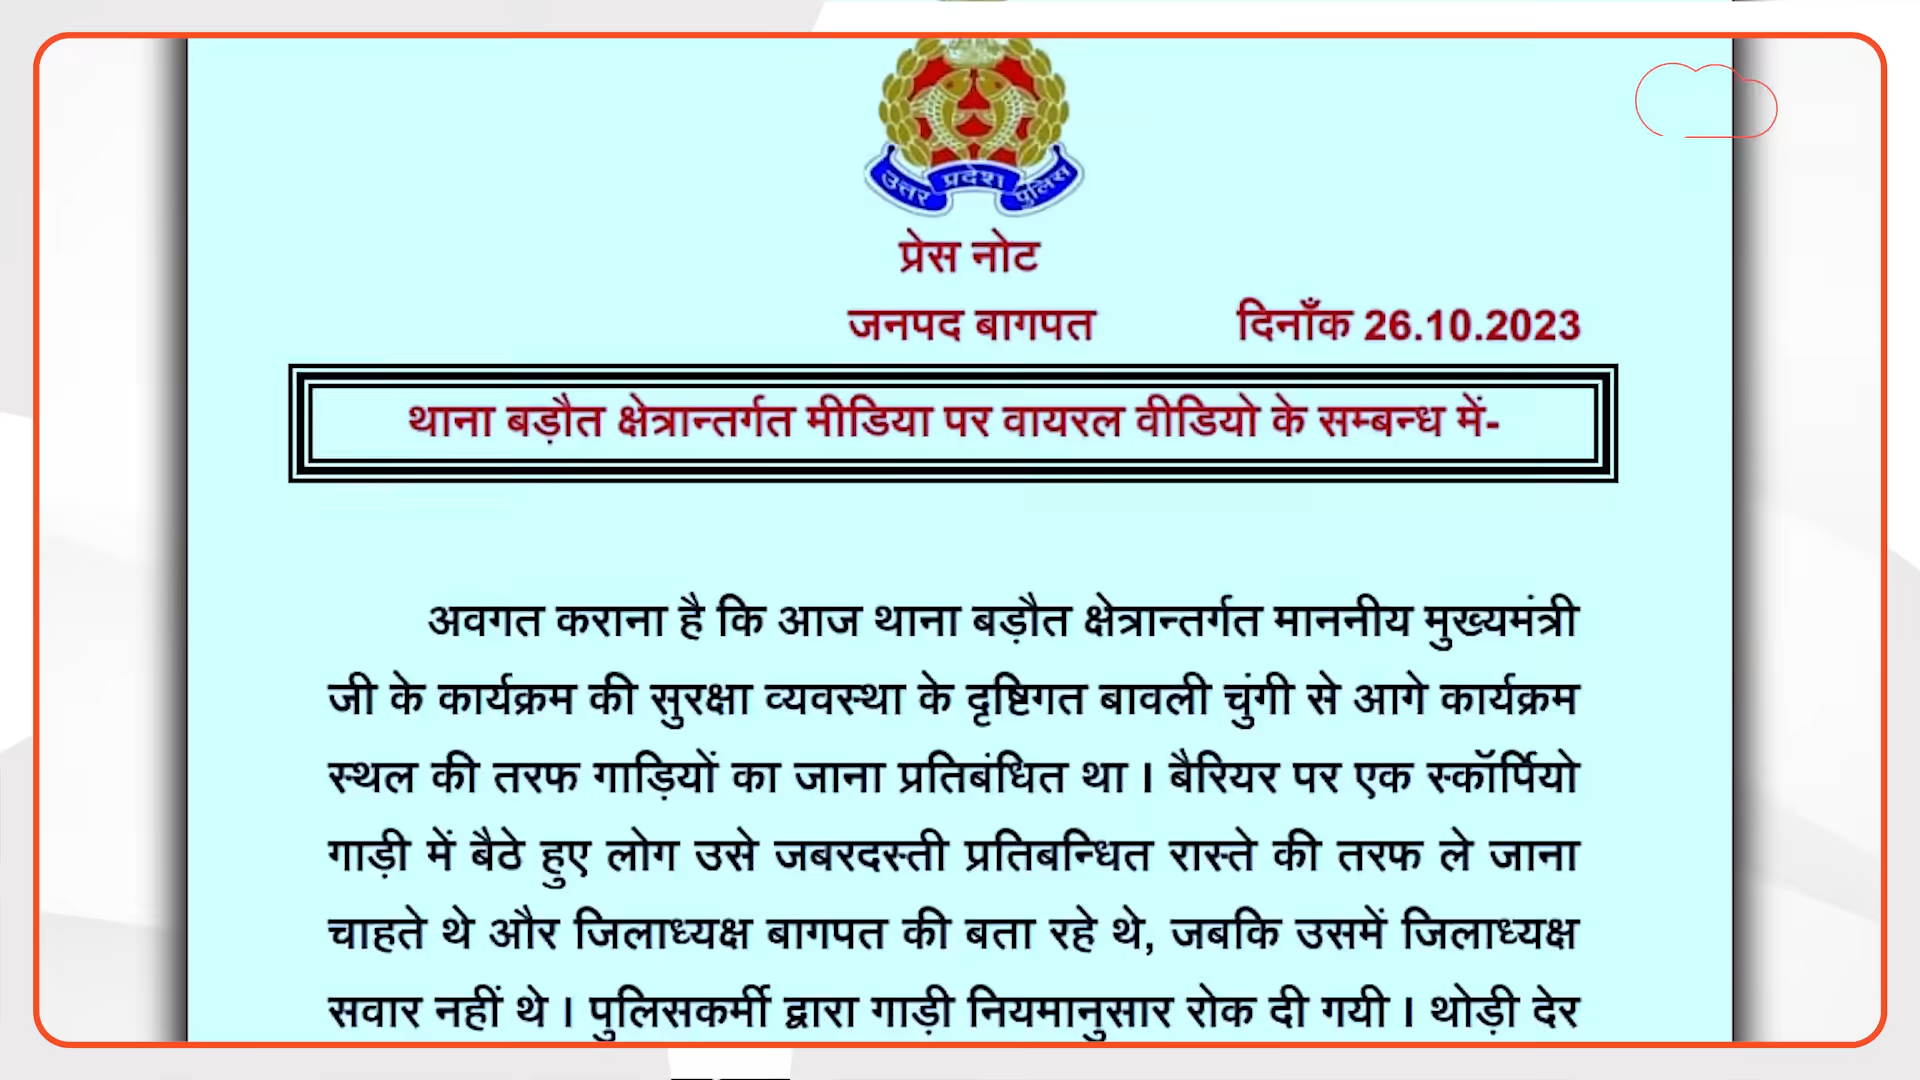 उत्तर प्रदेश पुलिस
प्रेस नोट
जनपद बागपत दिनाँक 26.10.2023
थाना बड़ौत क्षेत्रान्तर्गत मीडिया पर वायरल वीडियो के सम्बन्ध में-
अवगत कराना है कि आज थाना बड़ौत क्षेत्रान्तर्गत माननीय मुख्यमंत्री
जी के कार्यक्रम की सुरक्षा व्यवस्था के दृष्टिगत बावली चुंगी से आगे कार्यक्रम
स्थल की तरफ गाड़ियों का जाना प्रतिबंधित था । बैरियर पर एक स्कॉर्पियो
गाड़ी में बैठे हुए लोग उसे जबरदस्ती प्रतिबन्धित रास्ते की तरफ ले जाना
चाहते थे और जिलाध्यक्ष बागपत की बता रहे थे, जबकि उसमें जिलाध्यक्ष
सवार नहीं थे । पुलिसकर्मी द्वारा गाड़ी नियमानुसार रोक दी गयी । थोड़ी देर